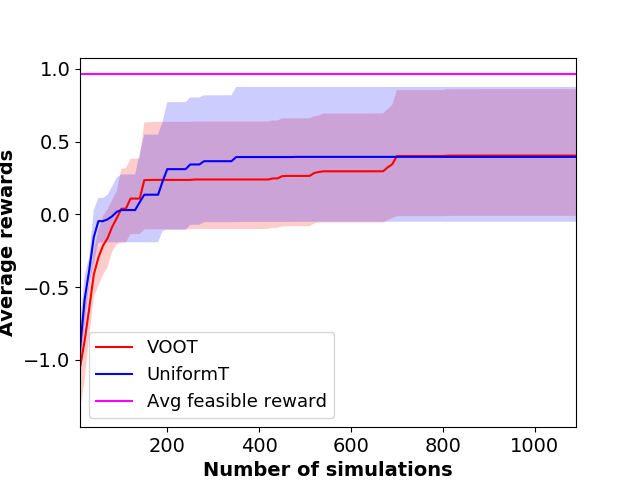 1.0
0.5
0.0
−0.5
−1.0
Average rewards
VOOT
UniformT
Avg feasible reward
200 400 600 800 1000
Number of simulations